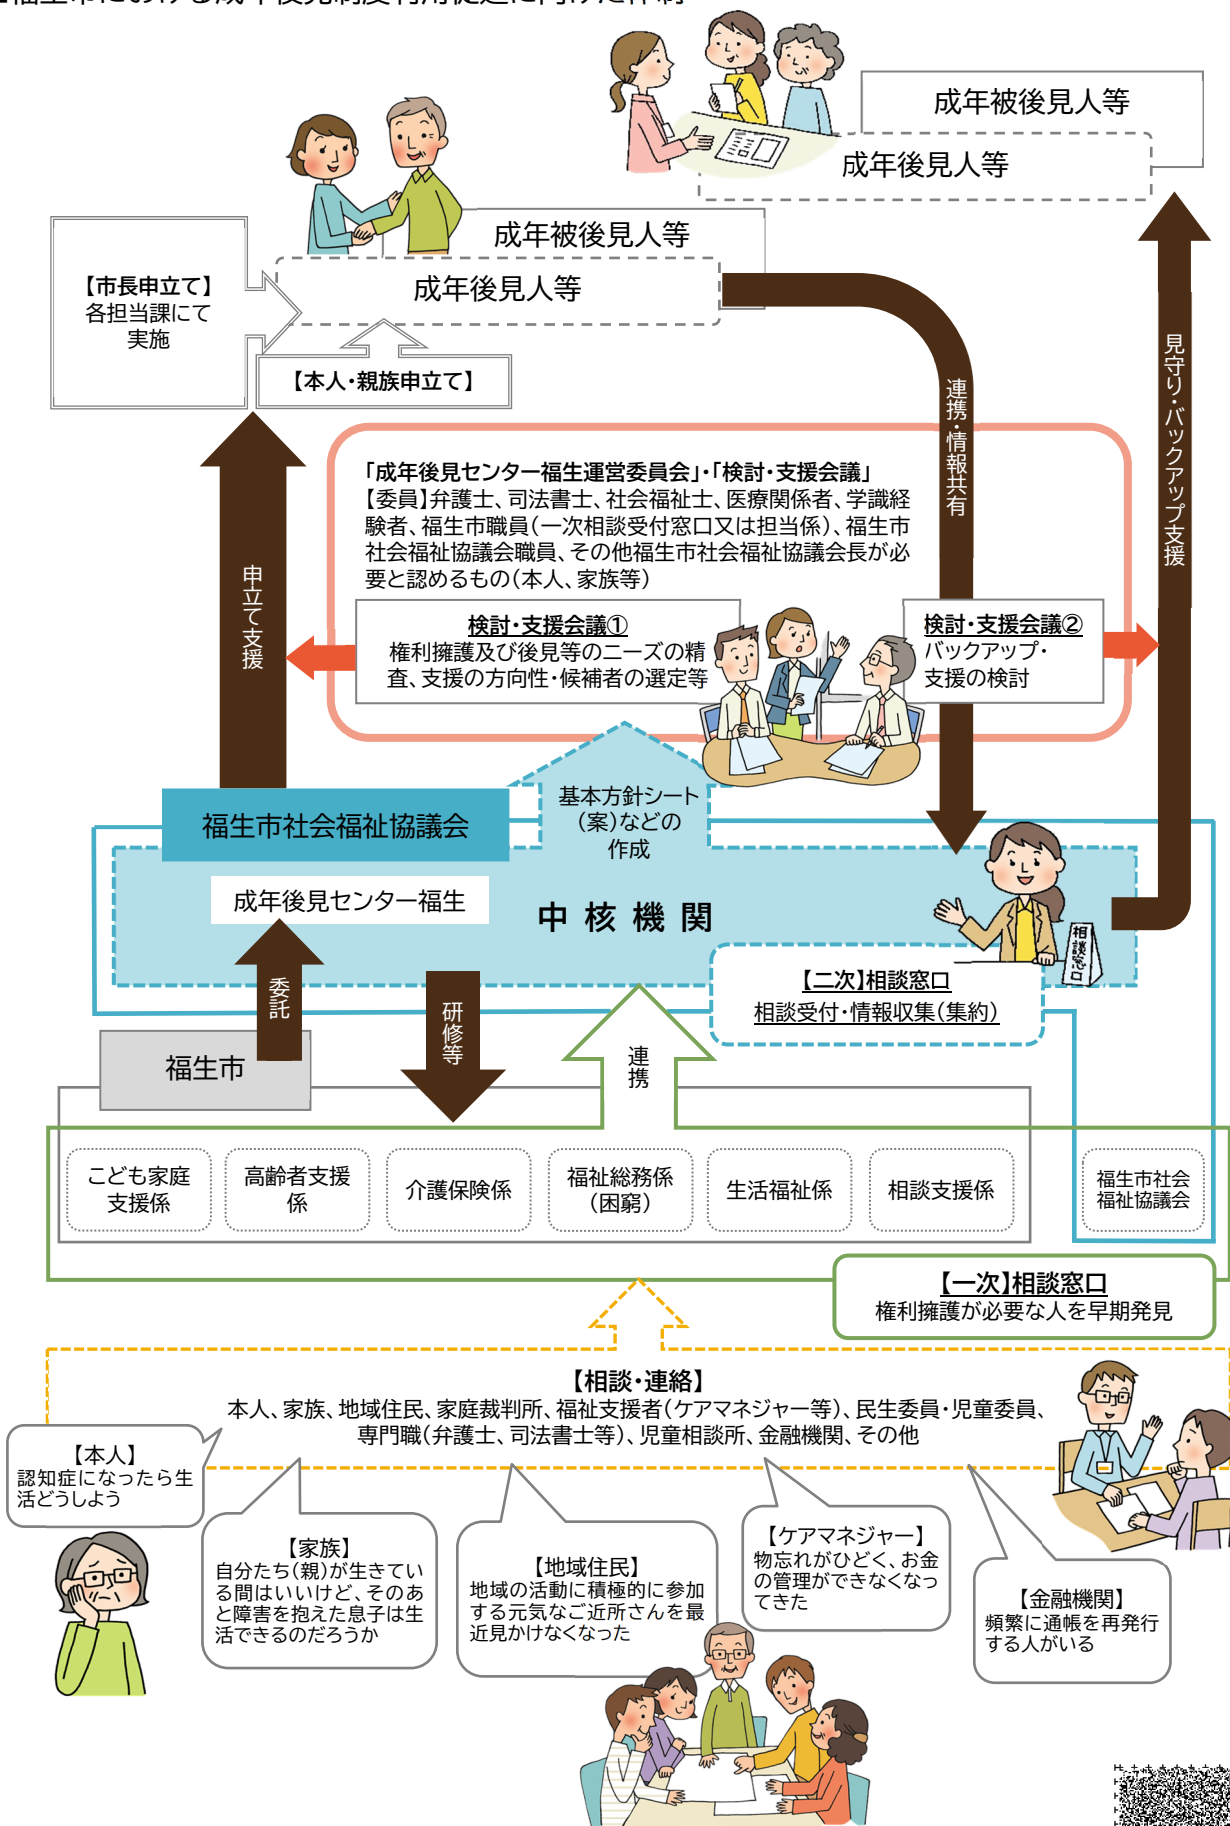 福生市における成年後見制度利用促進に向けた体制
成年被後見人等
成年後見人等
成年被後見人等
成年後見人等
【市長申立て】
各担当課にて
実施
【本人・親族申立て】
連携・情報共有
見守り・バックアップ支援
申立て支援
「成年後見センター福生運営委員会」・「検討・支援会議」
【委員】弁護士、司法書士、社会福祉士、医療関係者、学識経
験者、福生市職員(一次相談受付窓口又は担当係)、福生市
社会福祉協議会職員、その他福生市社会福祉協議会長が必
要と認めるもの(本人、家族等)
検討・支援会議①
権利擁護及び後見等のニーズの精
査、支援の方向性・候補者の選定等
検討・支援会議②
バックアップ・
支援の検討
基本方針シート
(案)などの
作成
福生市社会福祉協議会
成年後見センター福生
中核機関
相談窓口
【二次】相談窓口
相談受付・情報収集(集約)
委託
研修等
連携
福生市
こども家庭
支援係
高齢者支援
係
介護保険係
福祉総務係
(困窮)
生活福祉係
相談支援係
福生市社会
福祉協議会
【一次】相談窓口
権利擁護が必要な人を早期発見
【相談・連絡】
本人、家族、地域住民、家庭裁判所、福祉支援者(ケアマネジャー等)、民生委員・児童委員、
専門職(弁護士、司法書士等)、児童相談所、金融機関、その他
【本人】
認知症になったら生
活どうしよう
【家族】
自分たち(親)が生きてい
る間はいいけど、そのあ
と障害を抱えた息子は生
活できるのだろうか
【地域住民】
地域の活動に積極的に参加
する元気なご近所さんを最
近見かけなくなった
【ケアマネジャー】
物忘れがひどく、お金
の管理ができなくなっ
てきた
【金融機関】
頻繁に通帳を再発行
する人がいる